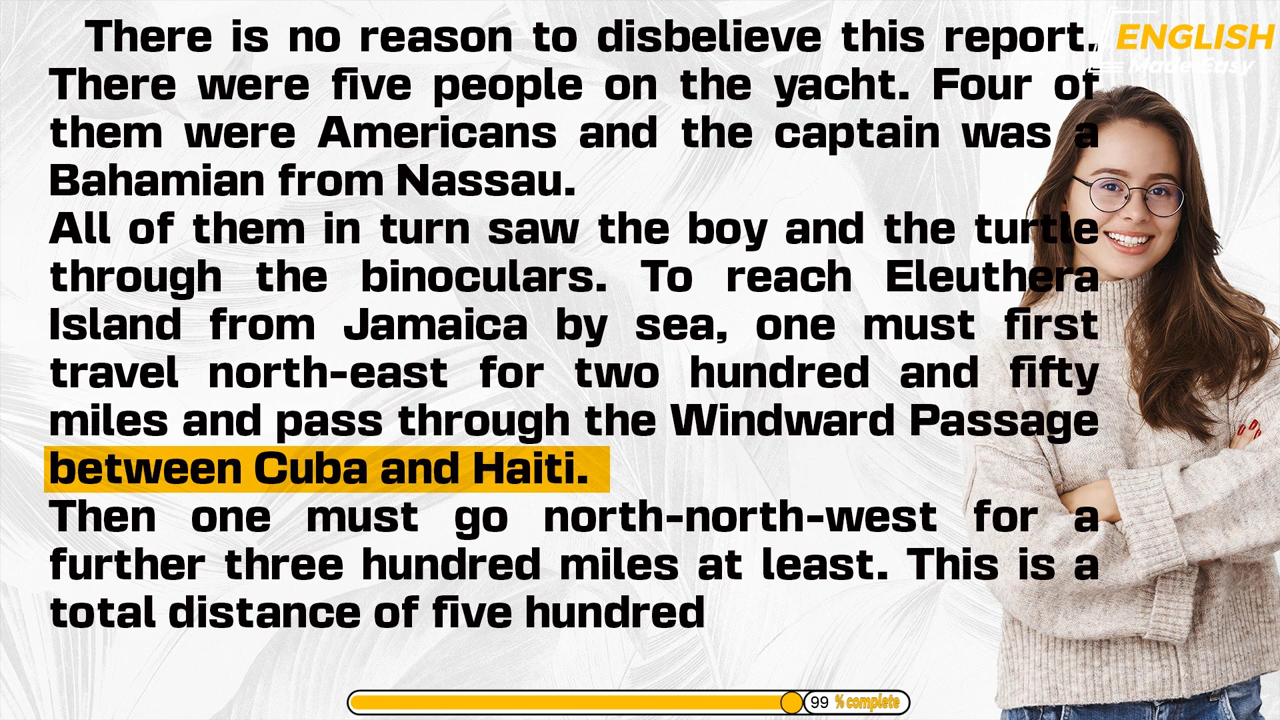 There is no reason to disbelieve this report.
There were five people on the yacht. Four of
them were Americans and the captain was a
Bahamian from Nassau.
All of them in turn saw the boy and the turtle
through the binoculars. To reach Eleuthera
Island from Jamaica by sea, one must first
travel north-east for two hundred and fifty
miles and pass through the Windward Passage
between Cuba and Haiti.
Then one must go north-north-west for a
further three hundred miles at least. This is a
total distance of five hundred
ENGLISH
Made Easy
99 % complete